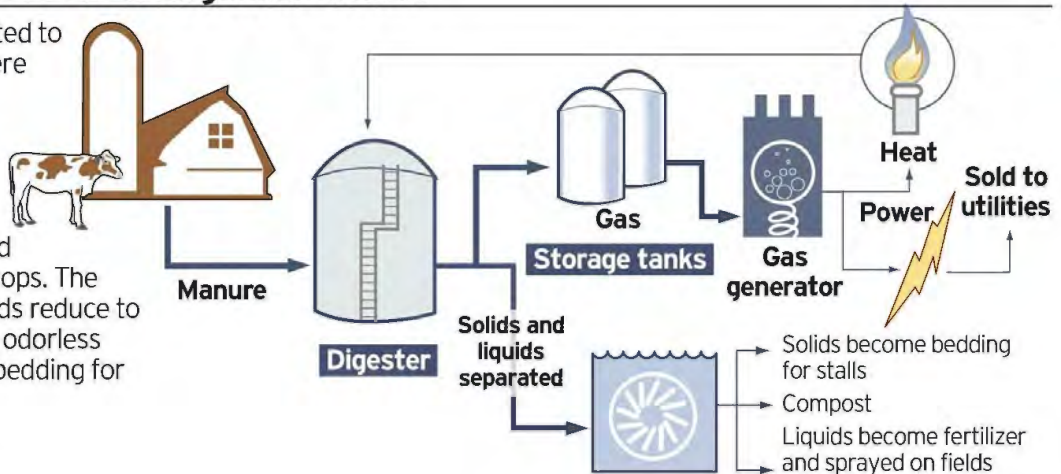 ted to
ere
d
ops. The
ds reduce to
odorless
bedding for
Manure
Digester
Solids and
liquids
separated
Gas
Storage tanks
Gas
generator
Heat
Power
Sold to
utilities
Solids become bedding
for stalls
Compost
Liquids become fertilizer
and sprayed on fields